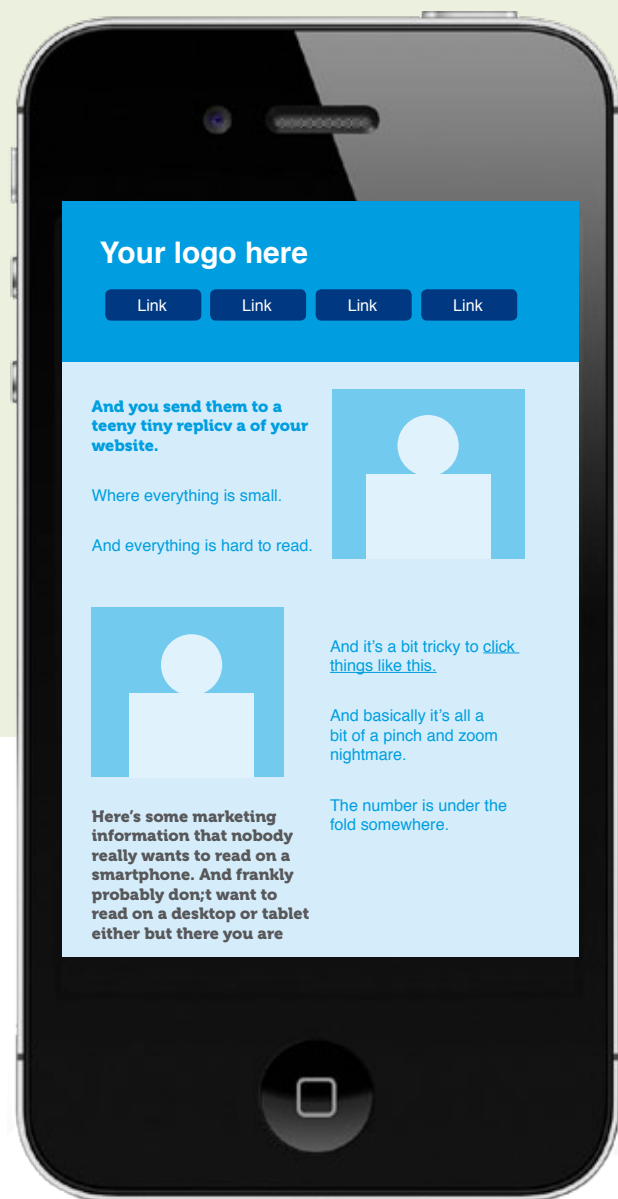 Your logo here
Link Link Link Link
And you send them to a
teeny tiny replicv a of your
website.
Where everything is small.
And everything is hard to read.
And it’s a bit tricky to click
things like this.
And basically it’s all a
bit of a pinch and zoom
nightmare.
The number is under the
fold somewhere.
Here’s some marketing
information that nobody
really wants to read on a
smartphone. And frankly
probably don;t want to
read on a desktop or tablet
either but there you are